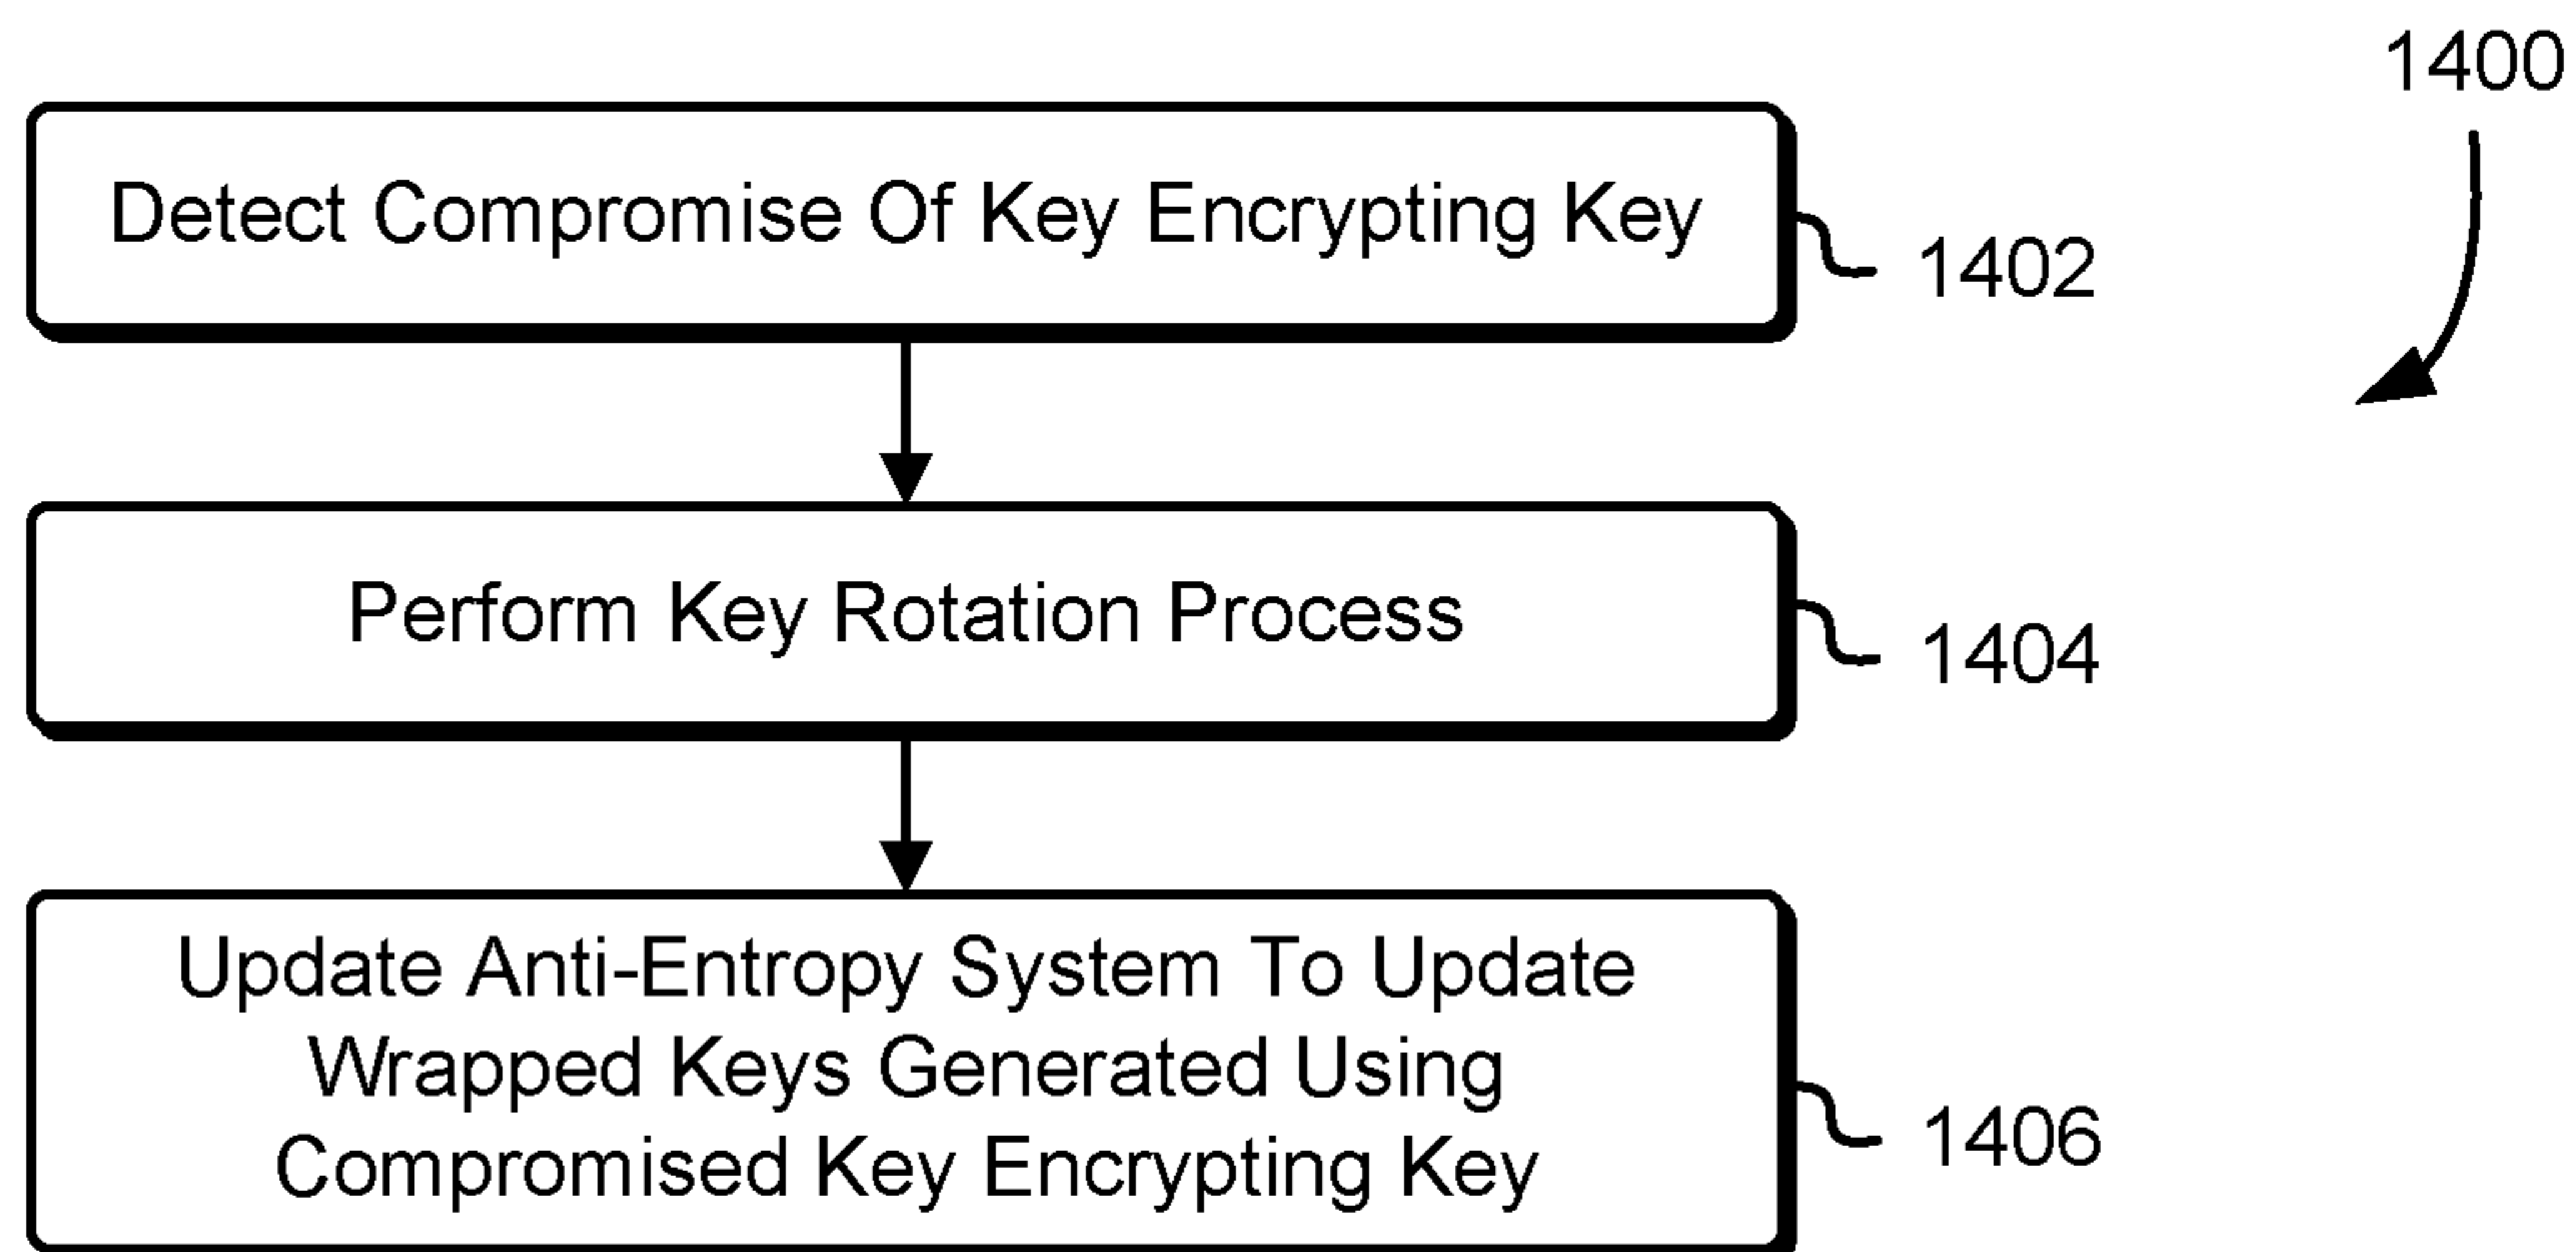 1400
Detect Compromise Of Key Encrypting Key
1402
Perform Key Rotation Process
1404
Update Anti-Entropy System To Update
Wrapped Keys Generated Using
Compromised Key Encrypting Key
1406